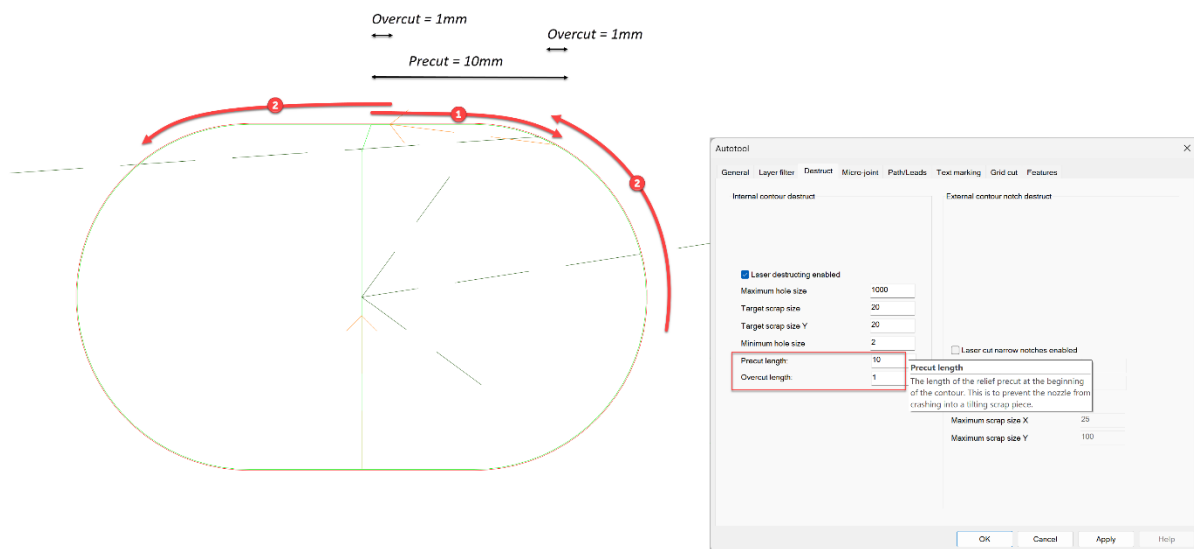 Overcut = 1mm
Overcut = 1mm
Precut = 10mm
2
1
2
Autotool
General Layer filter Destruct Micro-joint Path/Leads Text marking Grid cut Features
Internal contour destruct
External contour notch destruct
Laser destructing enabled
Maximum hole size 1000
Target scrap size 20
Target scrap size Y 20
Minimum hole size 2
Laser cut narrow notches enabled
Precut length: 10
Overcut length: 1
Precut length
The length of the relief precut at the beginning
of the contour. This is to prevent the nozzle from
crashing into a tilting scrap piece.
Maximum scrap size X 25
Maximum scrap size Y 100
OK Cancel Apply Help